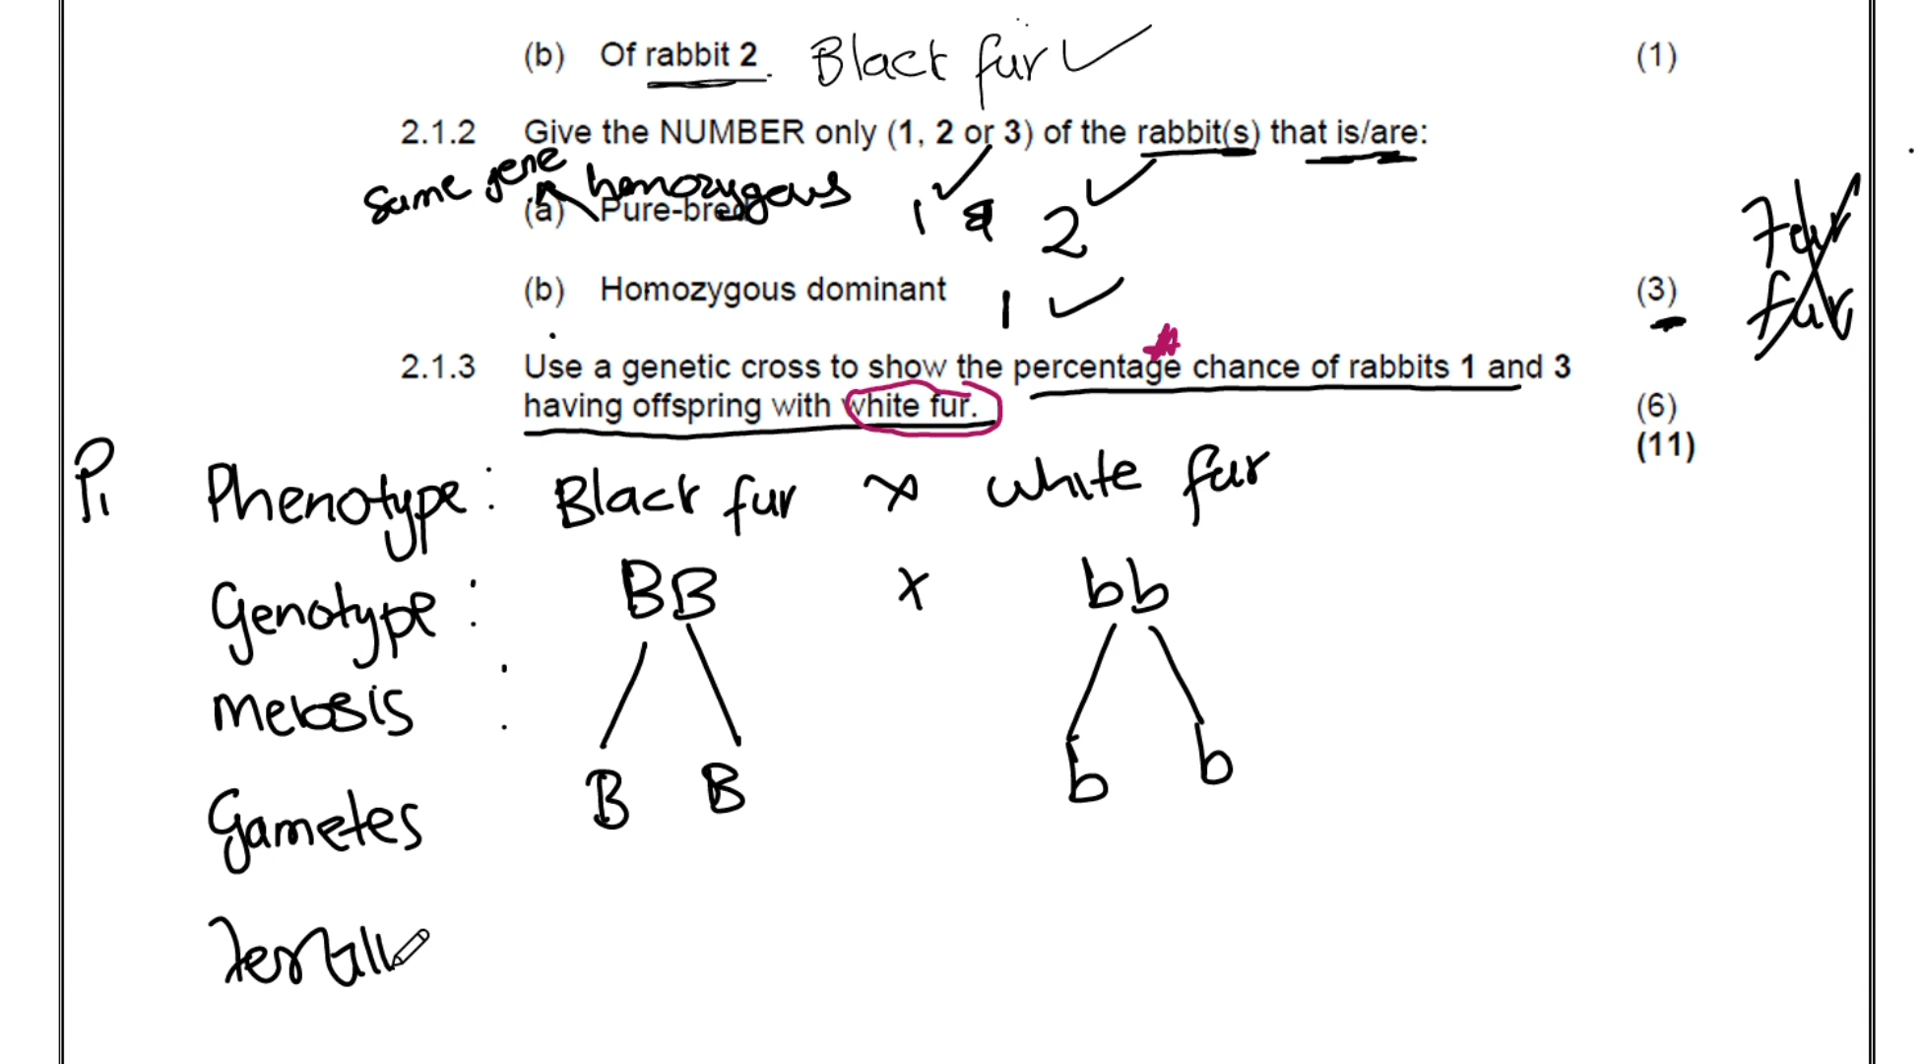 (b) Of rabbit 2 Black fur (1)
2.1.2 Give the NUMBER only (1, 2 or 3) of the rabbit(s) that is/are:
same gene homozygous
(a) Pure-bred 1 & 2
(b) Homozygous dominant 1 (3)
fur
2.1.3 Use a genetic cross to show the percentage chance of rabbits 1 and 3
having offspring with white fur. (6)
(11)
P1 Phenotype: Black fur x white fur
Genotype: BB x bb
Meiosis :
Gametes B B b b